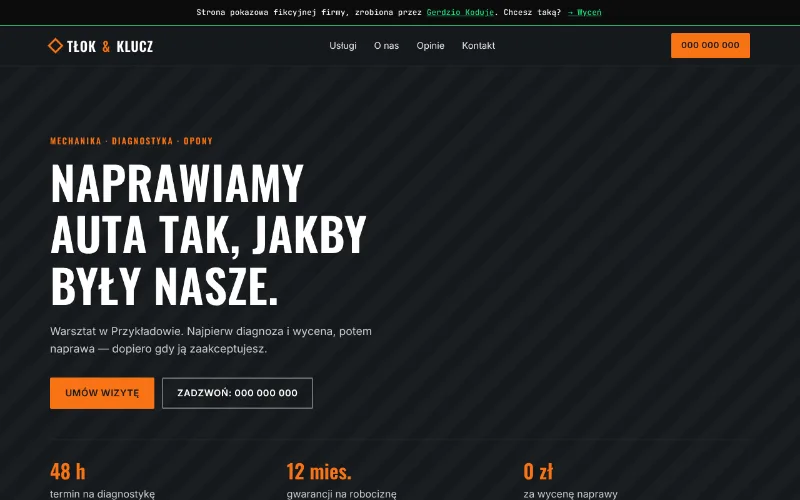 Strona pokazowa fikcyjnej firmy, zrobiona przez Gerdzio Koduje. Chcesz taką? → Wyceń
TŁOK & KLUCZ
Usługi O nas Opinie Kontakt
000 000 000
MECHANIKA · DIAGNOSTYKA · OPONY
NAPRAWIAMY
AUTA TAK, JAKBY
BYŁY NASZE.
Warsztat w Przykładowie. Najpierw diagnoza i wycena, potem
naprawa — dopiero gdy ją zaakceptujesz.
UMÓW WIZYTĘ
ZADZWOŃ: 000 000 000
48 h
termin na diagnostykę
12 mies.
gwarancji na robociznę
0 zł
za wycenę naprawy